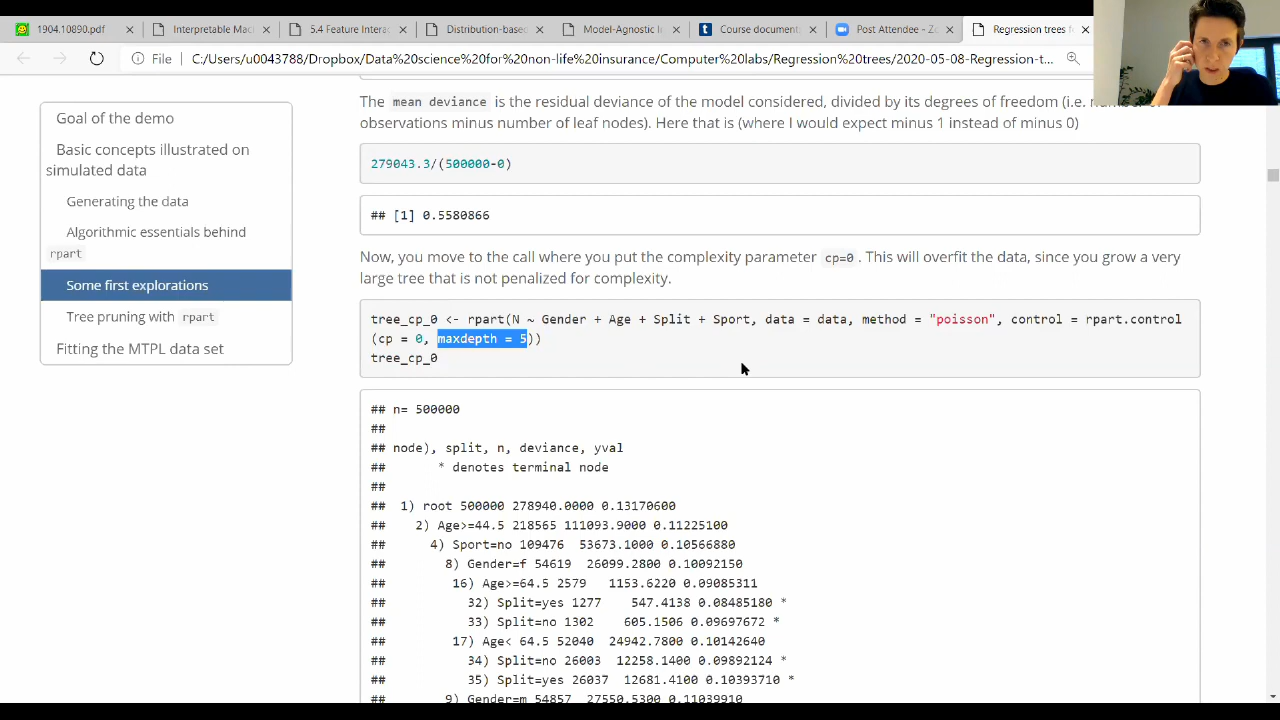 1904.10890.pdf
Interpretable Mac
5.4 Feature Interac
Distribution-based
Model-Agnostic In
Course document
Post Attendee - Zo
Regression trees f
File
C:/Users/u0043788/Dropbox/Data%20science%20for%20non-life%20insurance/Computer%20labs/Regression%20trees/2020-05-08-Regression-t...
Goal of the demo
Basic concepts illustrated on
simulated data
Generating the data
Algorithmic essentials behind
rpart
Some first explorations
Tree pruning with rpart
Fitting the MTPL data set
The mean deviance is the residual deviance of the model considered, divided by its degrees of freedom (i.e. number of
observations minus number of leaf nodes). Here that is (where I would expect minus 1 instead of minus 0)
279043.3/(500000-0)
## [1] 0.5580866
Now, you move to the call where you put the complexity parameter cp=0. This will overfit the data, since you grow a very
large tree that is not penalized for complexity.
tree_cp_0 <- rpart(N ~ Gender + Age + Split + Sport, data = data, method = "poisson", control = rpart.control
(cp = 0, maxdepth = 5))
tree_cp_0
## n= 500000
##
## node), split, n, deviance, yval
##       * denotes terminal node
##
##  1) root 500000 278940.0000 0.13170600
##    2) Age>=44.5 218565 111093.9000 0.11225100
##      4) Sport=no 109476  53673.1000 0.10566880
##        8) Gender=f 54619  26099.2800 0.10092150
##         16) Age>=64.5 2579   1153.6220 0.09085311
##           32) Split=yes 1277    547.4138 0.08485180 *
##           33) Split=no 1302    605.1506 0.09697672 *
##         17) Age< 64.5 52040  24942.7800 0.10142640
##           34) Split=no 26003  12258.1400 0.09892124 *
##           35) Split=yes 26037  12681.4100 0.10393710 *
##        9) Gender=m 54857  27550.5300 0.11039910